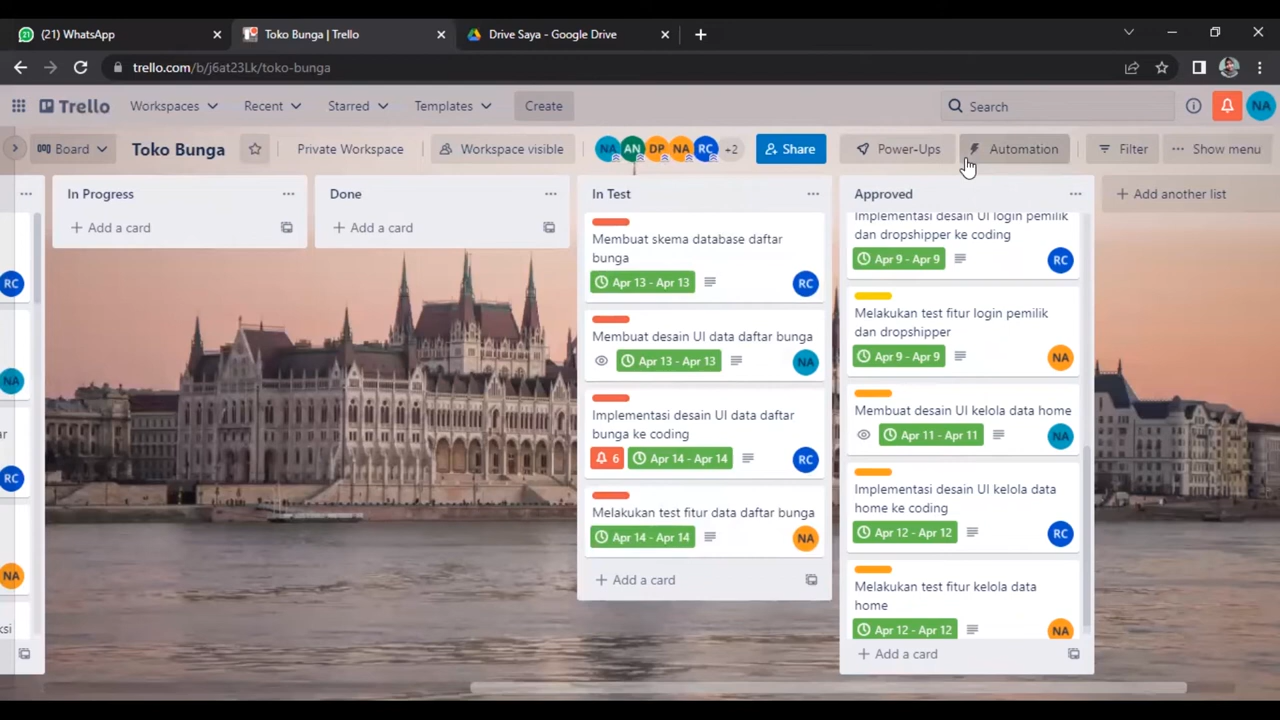 (21) WhatsApp
Toko Bunga | Trello
Drive Saya - Google Drive
trello.com/b/j6at23Lk/toko-bunga
Trello
Workspaces
Recent
Starred
Templates
Create
Search
NA
Board
Toko Bunga
Private Workspace
Workspace visible
NA
AN
DP
NA
RC
+2
Share
Power-Ups
Automation
Filter
Show menu
RC
NA
ar
RC
NA
ksi
In Progress
Add a card
Done
Add a card
In Test
Membuat skema database daftar
bunga
Apr 13 - Apr 13
RC
Membuat desain UI data daftar bunga
Apr 13 - Apr 13
NA
Implementasi desain UI data daftar
bunga ke coding
6
Apr 14 - Apr 14
RC
Melakukan test fitur data daftar bunga
Apr 14 - Apr 14
NA
Add a card
Approved
Implementasi desain UI login pemilik
dan dropshipper ke coding
Apr 9 - Apr 9
RC
Melakukan test fitur login pemilik
dan dropshipper
Apr 9 - Apr 9
NA
Membuat desain UI kelola data home
Apr 11 - Apr 11
NA
Implementasi desain UI kelola data
home ke coding
Apr 12 - Apr 12
RC
Melakukan test fitur kelola data
home
Apr 12 - Apr 12
NA
Add a card
Add another list